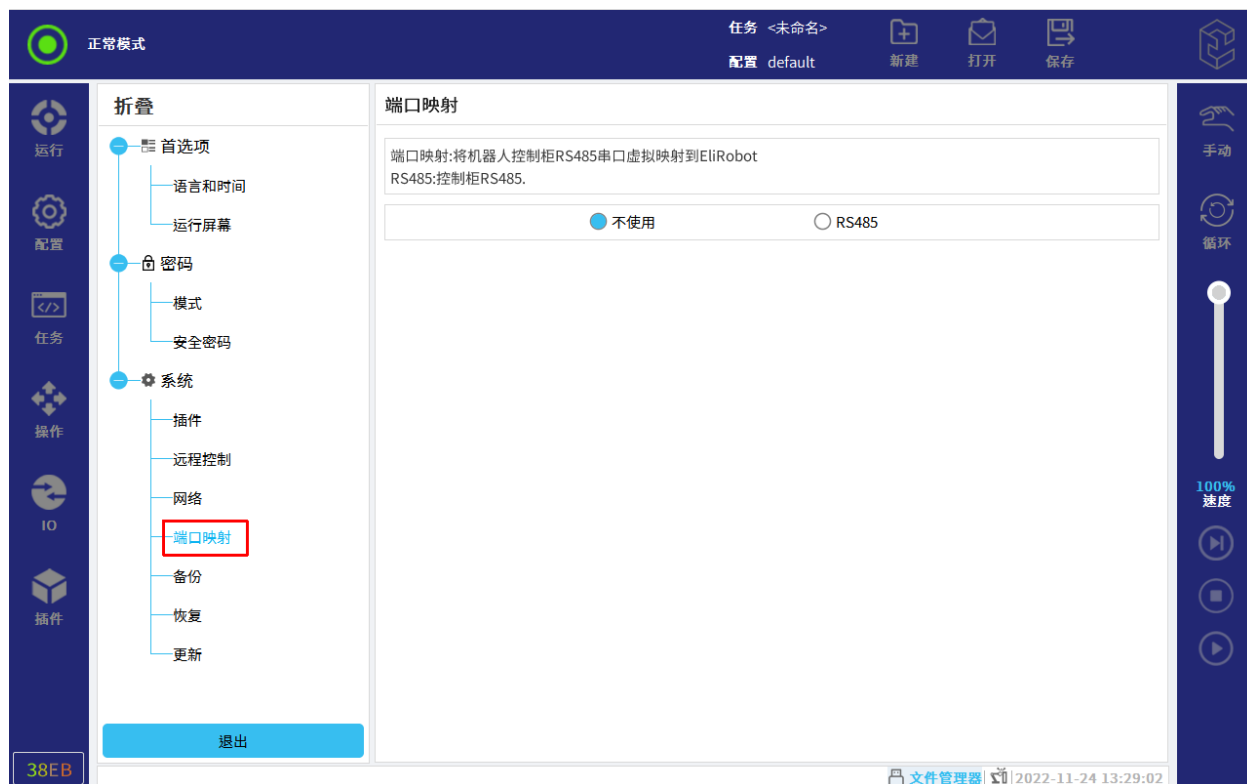 正常模式
任务 <未命名>
配置 default
新建
打开
保存
运行
配置
任务
操作
IO
插件
38EB
折叠
首选项
语言和时间
运行屏幕
密码
模式
安全密码
系统
插件
远程控制
网络
端口映射
备份
恢复
更新
退出
端口映射
端口映射:将机器人控制柜RS485串口虚拟映射到EliRobot
RS485:控制柜RS485.
不使用
RS485
手动
循环
100%
速度
文件管理器
2022-11-24 13:29:02